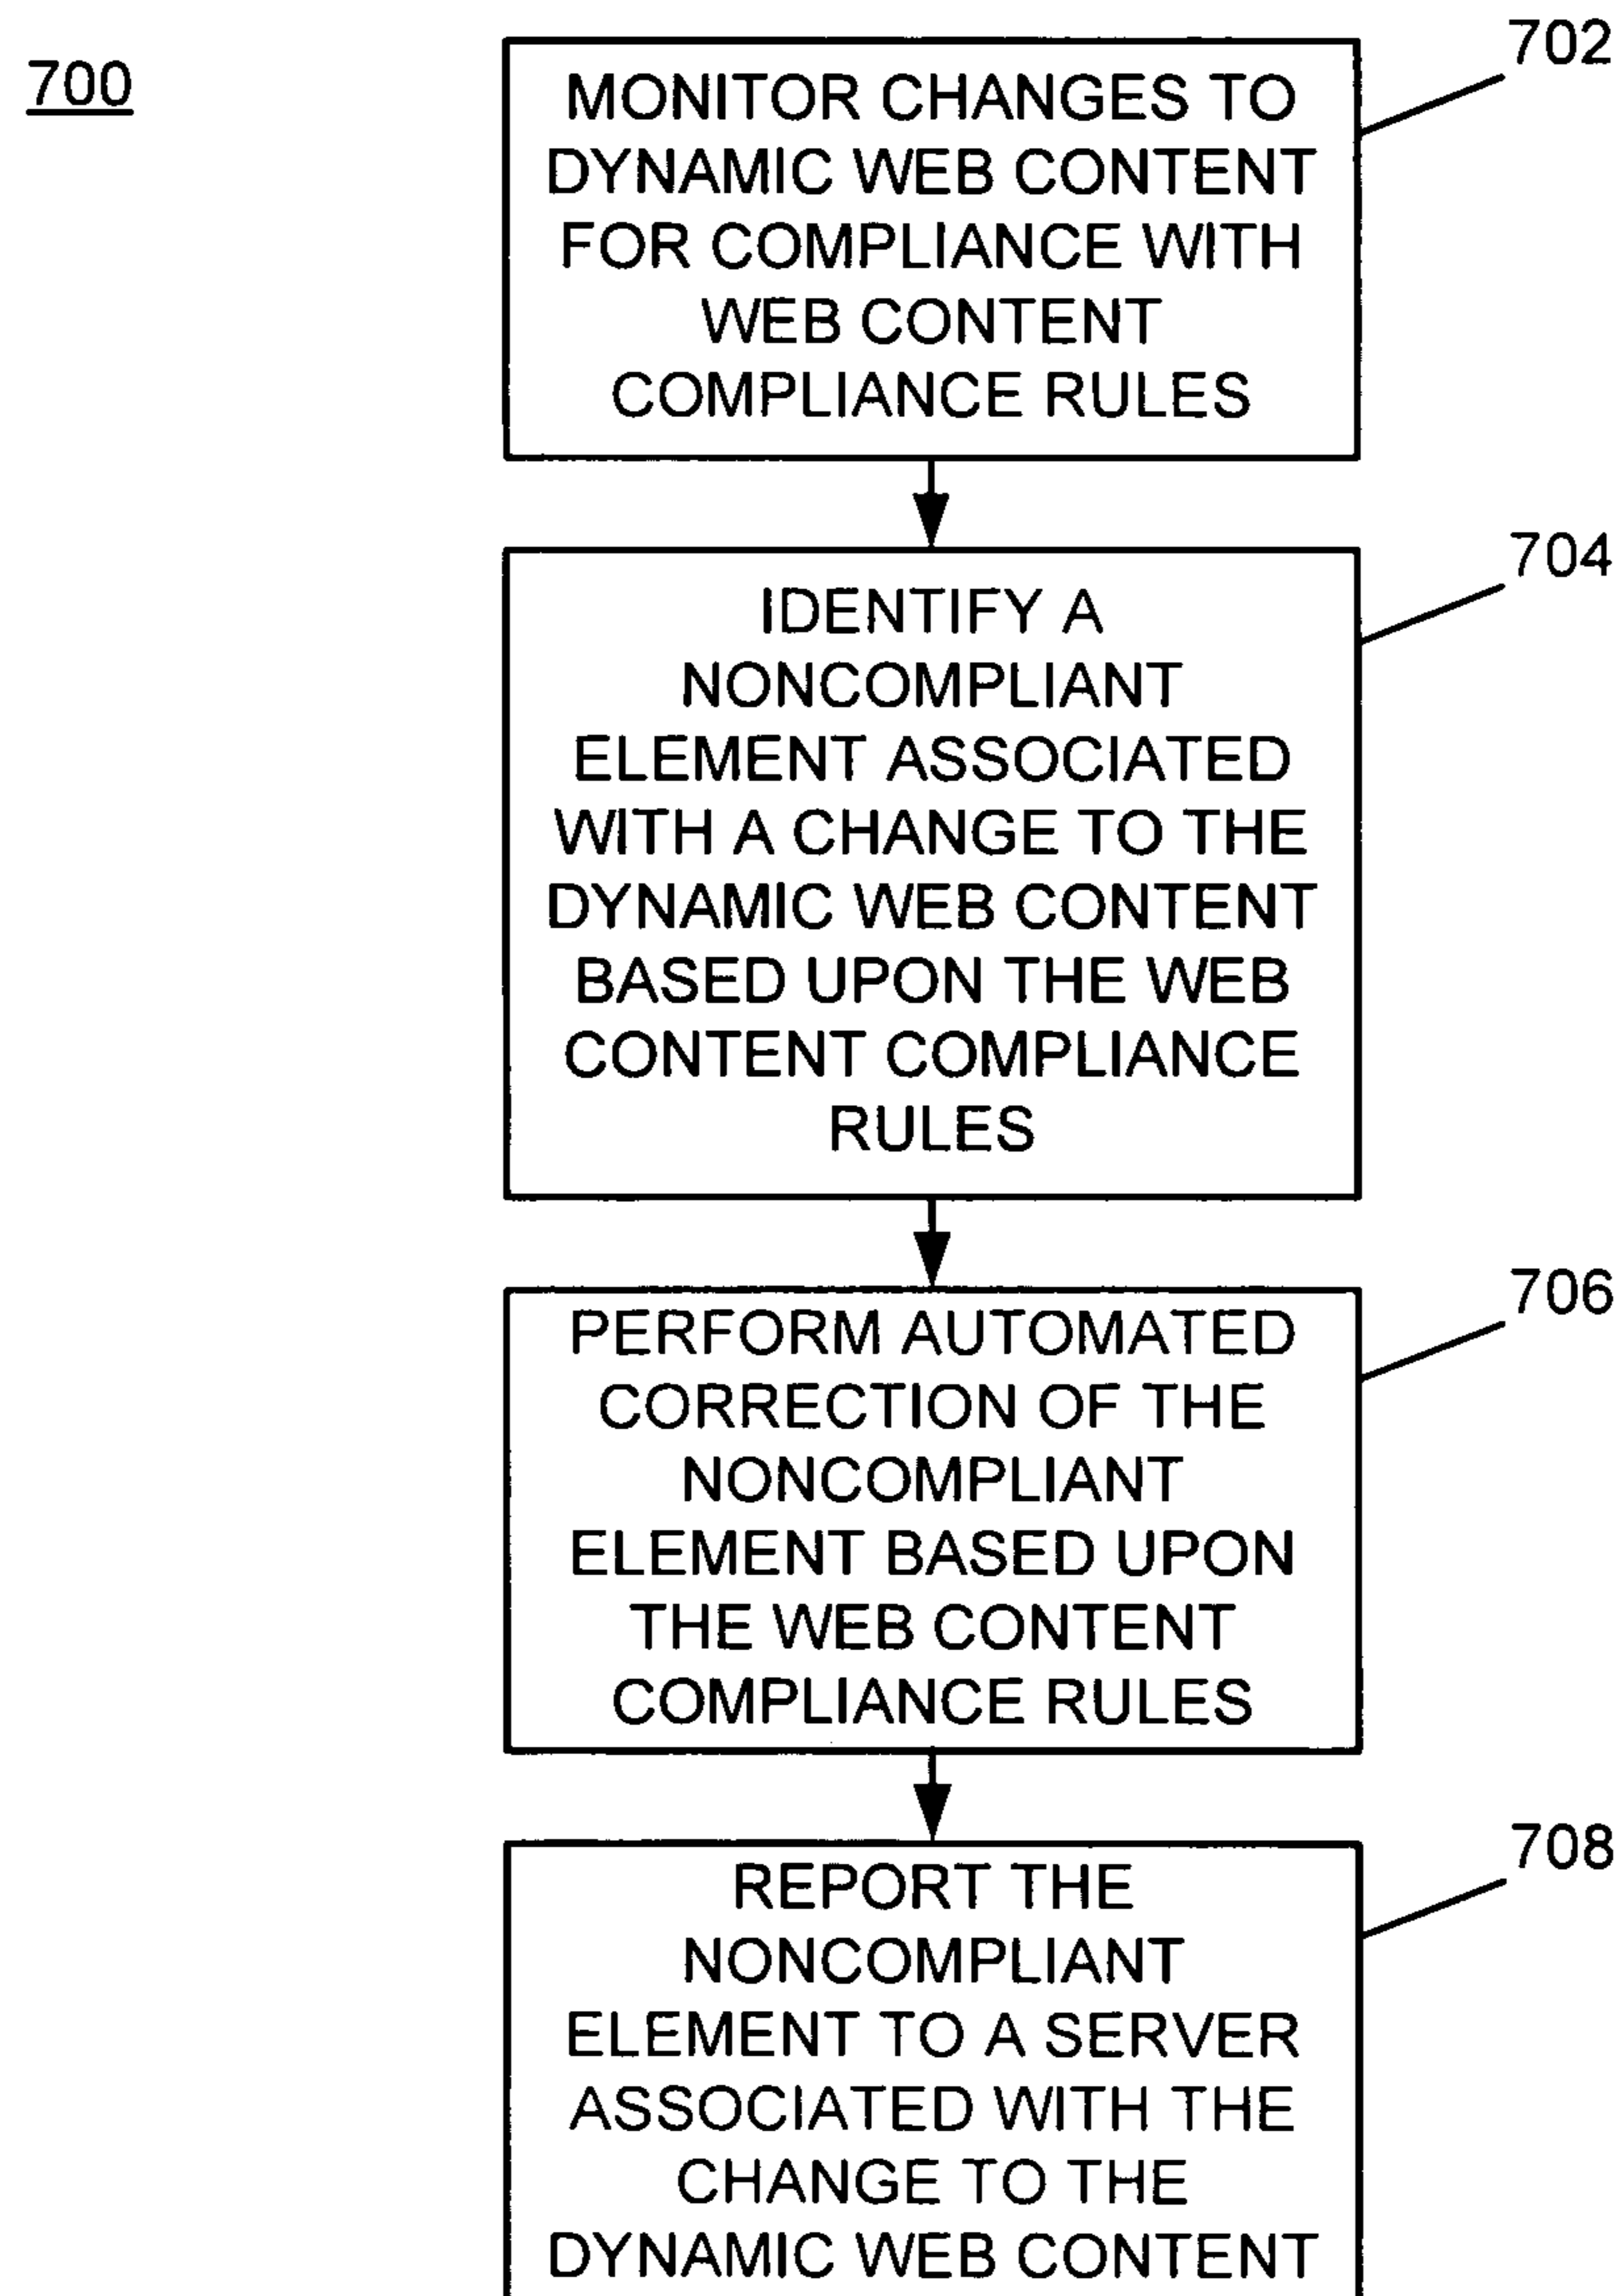 700
702
MONITOR CHANGES TO
DYNAMIC WEB CONTENT
FOR COMPLIANCE WITH
WEB CONTENT
COMPLIANCE RULES
704
IDENTIFY A
NONCOMPLIANT
ELEMENT ASSOCIATED
WITH A CHANGE TO THE
DYNAMIC WEB CONTENT
BASED UPON THE WEB
CONTENT COMPLIANCE
RULES
706
PERFORM AUTOMATED
CORRECTION OF THE
NONCOMPLIANT
ELEMENT BASED UPON
THE WEB CONTENT
COMPLIANCE RULES
708
REPORT THE
NONCOMPLIANT
ELEMENT TO A SERVER
ASSOCIATED WITH THE
CHANGE TO THE
DYNAMIC WEB CONTENT